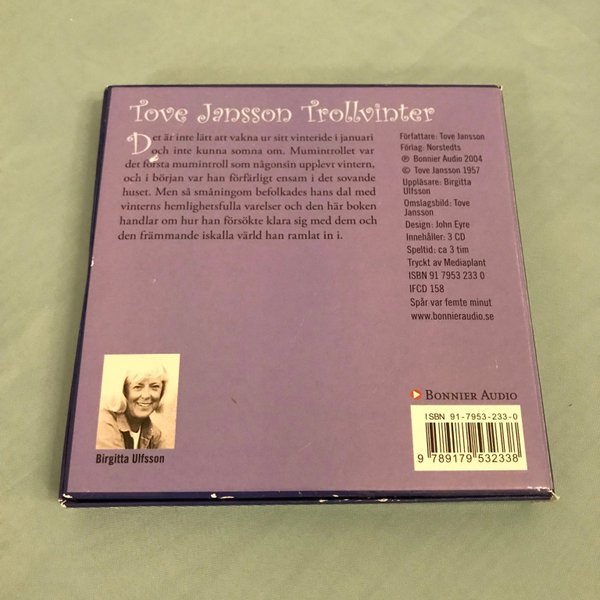 Tove Jansson Trollvinter
Det är inte lätt att vakna ur sitt vinteride i januari
och inte kunna somna om. Mumintrollet var
det första mumintroll som någonsin upplevt vintern,
och i början var han förfärligt ensam i det sovande
huset. Men så småningom befolkades hans dal med
vinterns hemlighetsfulla varelser och den här boken
handlar om hur han försökte klara sig med dem och
den främmande iskalla värld han ramlat in i.
Författare: Tove Jansson
Förlag: Norstedts
℗ Bonnier Audio 2004
© Tove Jansson 1957
Uppläsare: Birgitta
Ulfsson
Omslagsbild: Tove
Jansson
Design: John Eyre
Innehåller: 3 CD
Speltid: ca 3 tim
Tryckt av Mediaplant
ISBN 91 7953 233 0
IFCD 158
Spår var femte minut
www.bonnieraudio.se
Birgitta Ulfsson
BONNIER AUDIO
ISBN 91-7953-233-0
9 789179 532338